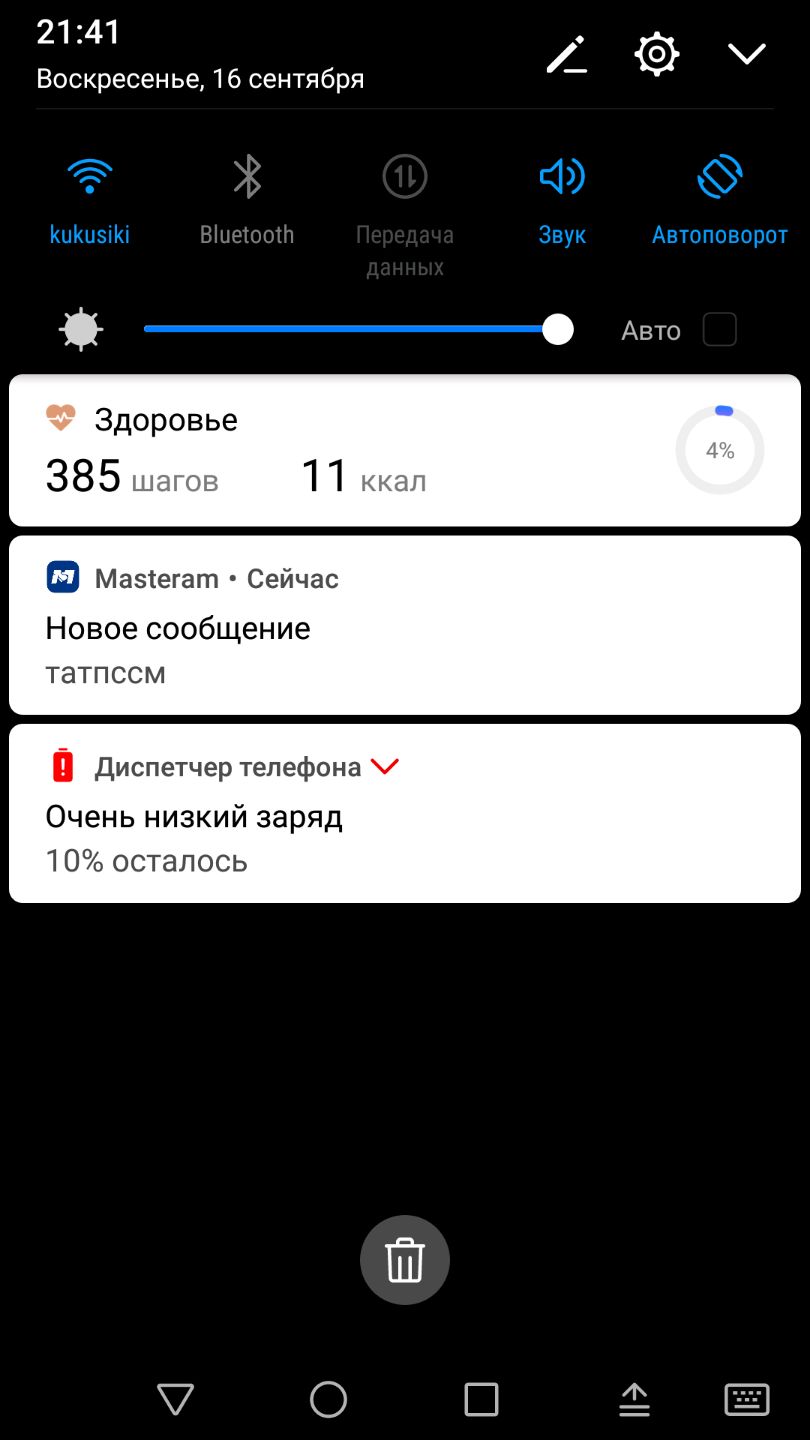 21:41
Воскресенье, 16 сентября
kukusiki
Bluetooth
Передача
данных
Звук
Автоповорот
Авто
Здоровье
385 шагов 11 ккал
4%
Masteram • Сейчас
Новое сообщение
татпссм
Диспетчер телефона
Очень низкий заряд
10% осталось